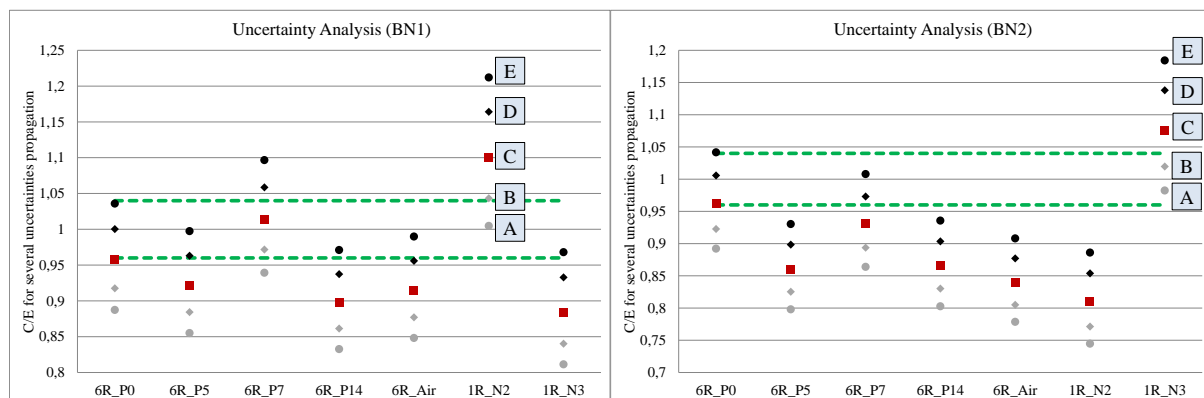 Uncertainty Analysis (BN1)
C/E for several uncertainties propagation
1,25
1,2
1,15
1,1
1,05
1
0,95
0,9
0,85
0,8
E
D
C
B
A
6R_P0 6R_P5 6R_P7 6R_P14 6R_Air 1R_N2 1R_N3
Uncertainty Analysis (BN2)
C/E for several uncertainties propagation
1,2
1,15
1,1
1,05
1
0,95
0,9
0,85
0,8
0,75
0,7
E
D
C
B
A
6R_P0 6R_P5 6R_P7 6R_P14 6R_Air 1R_N2 1R_N3